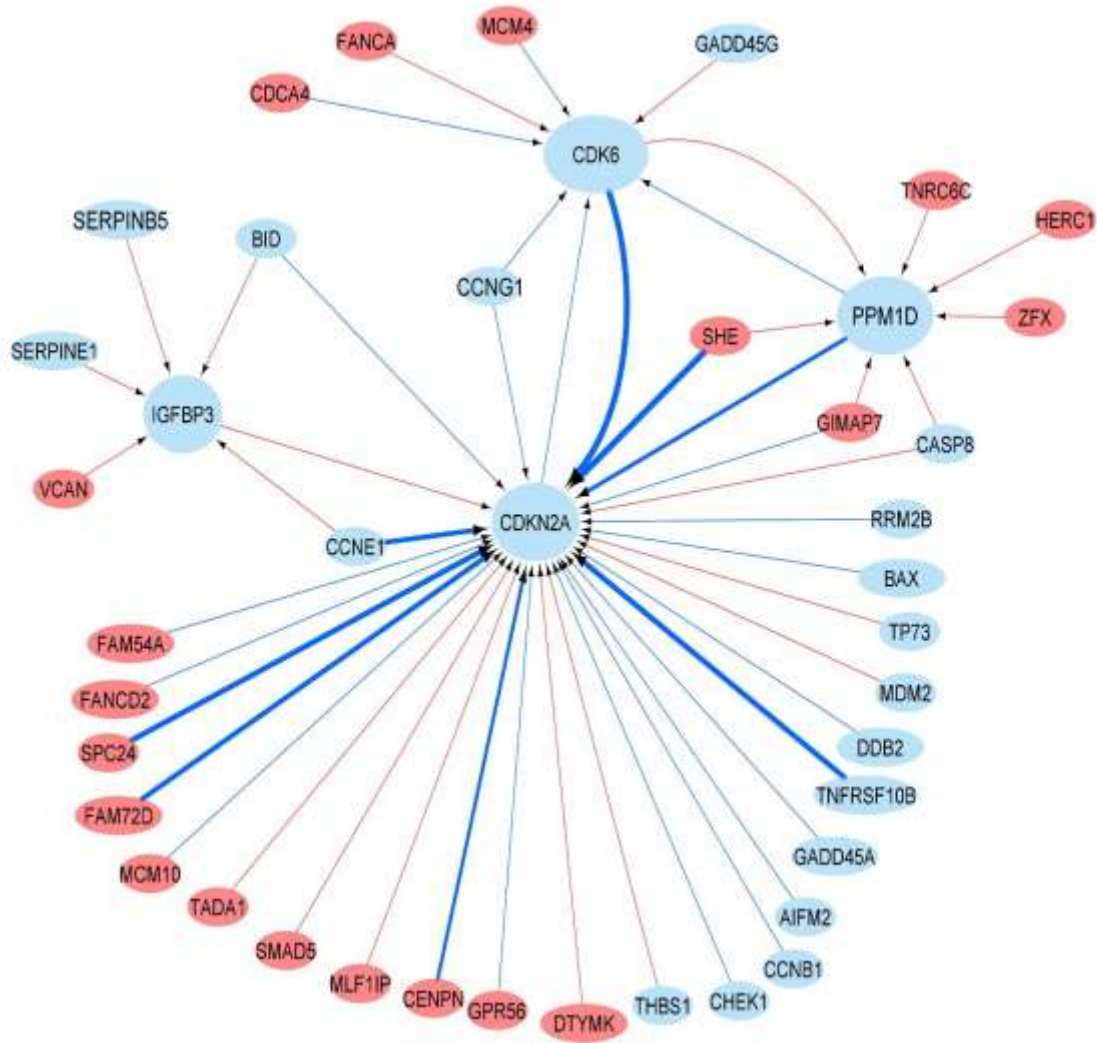 MCM4
FANCA
GADD45G
CDCA4
CDK6
TNRC6C
HERC1
SERPINB5
BID
CCNG1
PPM1D
ZFX
SHE
SERPINE1
IGFBP3
GIMAP7
CASP8
VCAN
CDKN2A
RRM2B
CCNE1
BAX
FAM54A
TP73
FANCD2
MDM2
SPC24
DDB2
TNFRSF10B
FAM72D
GADD45A
MCM10
TADA1
AIFM2
SMAD5
CCNB1
MLF1IP
CENPN
GPR56
THBS1
CHEK1
DTYMK